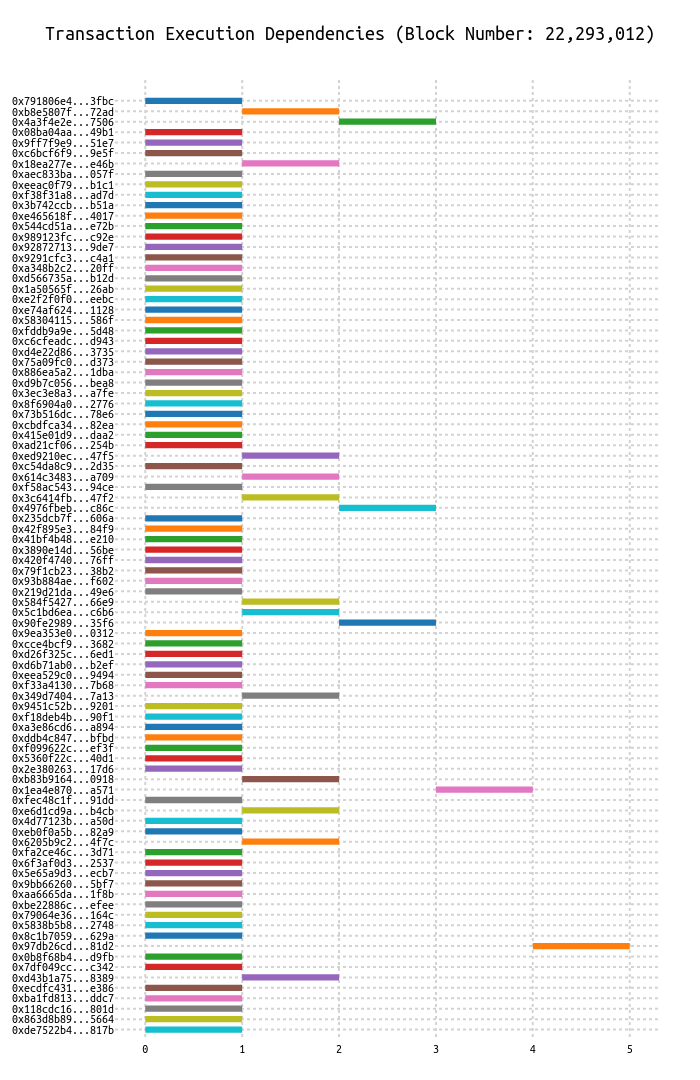 Transaction Execution Dependencies (Block Number: 22,293,012)
0x791806e4...3fbc
0xb8e5807f...72ad
0x4a3f4e2e...7506
0x08ba04aa...49b1
0x9ff7f9e9...51e7
0xc6bcf6f9...9e5f
0x18ea277e...e46b
0xaec833ba...057f
0xeeac0f79...b1c1
0xf38f31a8...ad7d
0x3b742ccb...b51a
0xe465618f...4017
0x544cd51a...e72b
0x989123fc...c92e
0x92872713...9de7
0x9291cfc3...c4a1
0xa348b2c2...20ff
0xd566735a...b12d
0x1a50565f...26ab
0xe2f2f0f0...eebc
0xe74af624...1128
0x58304115...586f
0xfddb9a9e...5d48
0xc6cfeadc...d943
0xd4e22d86...3735
0x75a09fc0...d373
0x886ea5a2...1dba
0xd9b7c056...bea8
0x3ec3e8a3...a7fe
0x8f6904a0...2776
0x73b516dc...78e6
0xcbdfca34...82ea
0x415e01d9...daa2
0xad21cf06...254b
0xed9210ec...47f5
0xc54da8c9...2d35
0x614c3483...a709
0xf58ac543...94ce
0x3c6414fb...47f2
0x4976fbeb...c86c
0x235dcb7f...606a
0x42f895e3...84f9
0x41bf4b48...e210
0x3890e14d...56be
0x420f4740...76ff
0x79f1cb23...38b2
0x93b884ae...f602
0x219d21da...49e6
0x584f5427...66e9
0x5c1bd6ea...c6b6
0x90fe2989...35f6
0x9ea353e0...0312
0xcce4bcf9...3682
0xd26f325c...6ed1
0xd6b71ab0...b2ef
0xeea529c0...9494
0xf33a4130...7b68
0x349d7404...7a13
0x9451c52b...9201
0xf18deb4b...90f1
0xa3e86cd6...a894
0xddb4c847...bfbd
0xf099622c...ef3f
0x5360f22c...40d1
0x2e380263...17d6
0xb83b9164...0918
0x1ea4e870...a571
0xfec48c1f...91dd
0xe6d1cd9a...b4cb
0x4d77123b...a50d
0xeb0f0a5b...82a9
0x6205b9c2...4f7c
0xfa2ce46c...3d71
0x6f3af0d3...2537
0x5e65a9d3...ecb7
0x9bb66260...5bf7
0xaa6665da...1f8b
0xbe22886c...efee
0x79064e36...164c
0x5838b5b8...2748
0x8c1b7059...629a
0x97db26cd...81d2
0x0b8f68b4...d9fb
0x7df049cc...c342
0xd43b1a75...8389
0xecdfc431...e386
0xba1fd813...ddc7
0x118cdc16...801d
0x863d8b89...5664
0xde7522b4...817b
0 1 2 3 4 5